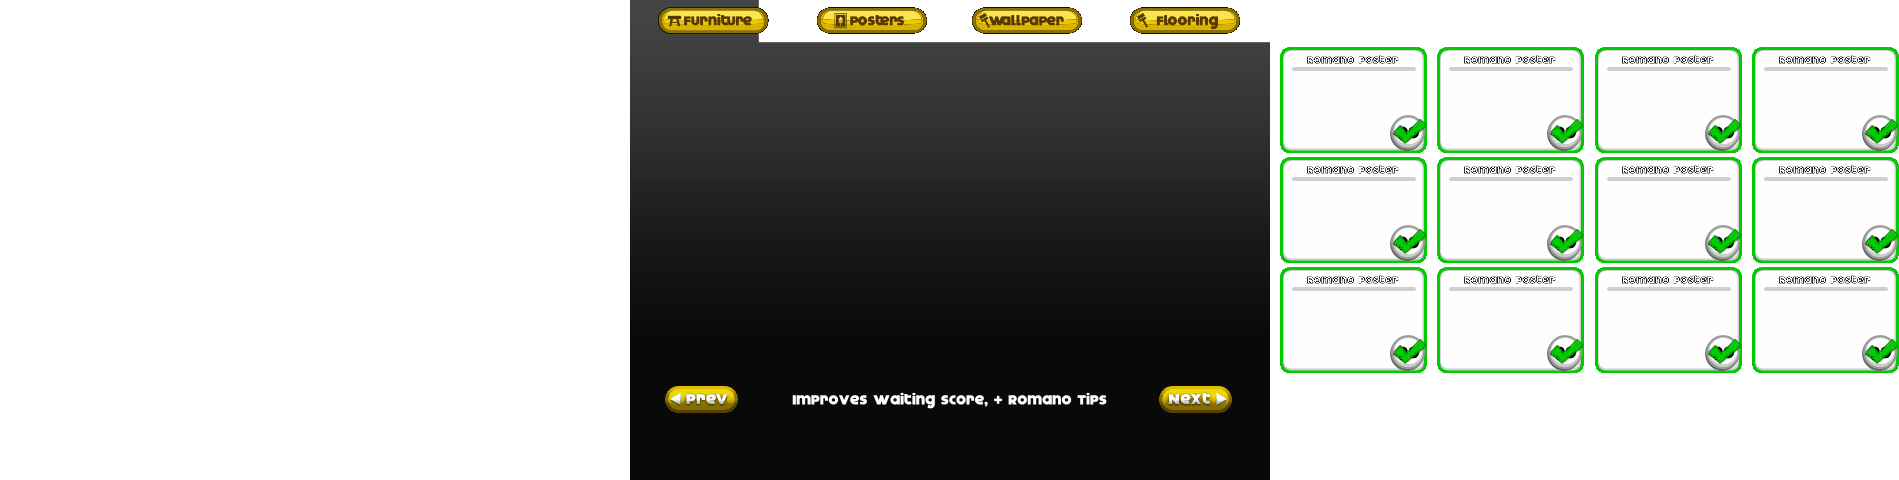 Furniture
Posters
Wallpaper
Flooring
Romano Poster
Romano Poster
Romano Poster
Romano Poster
Romano Poster
Romano Poster
Romano Poster
Romano Poster
Romano Poster
Romano Poster
Romano Poster
Romano Poster
Prev
Improves Waiting Score, + Romano Tips
Next